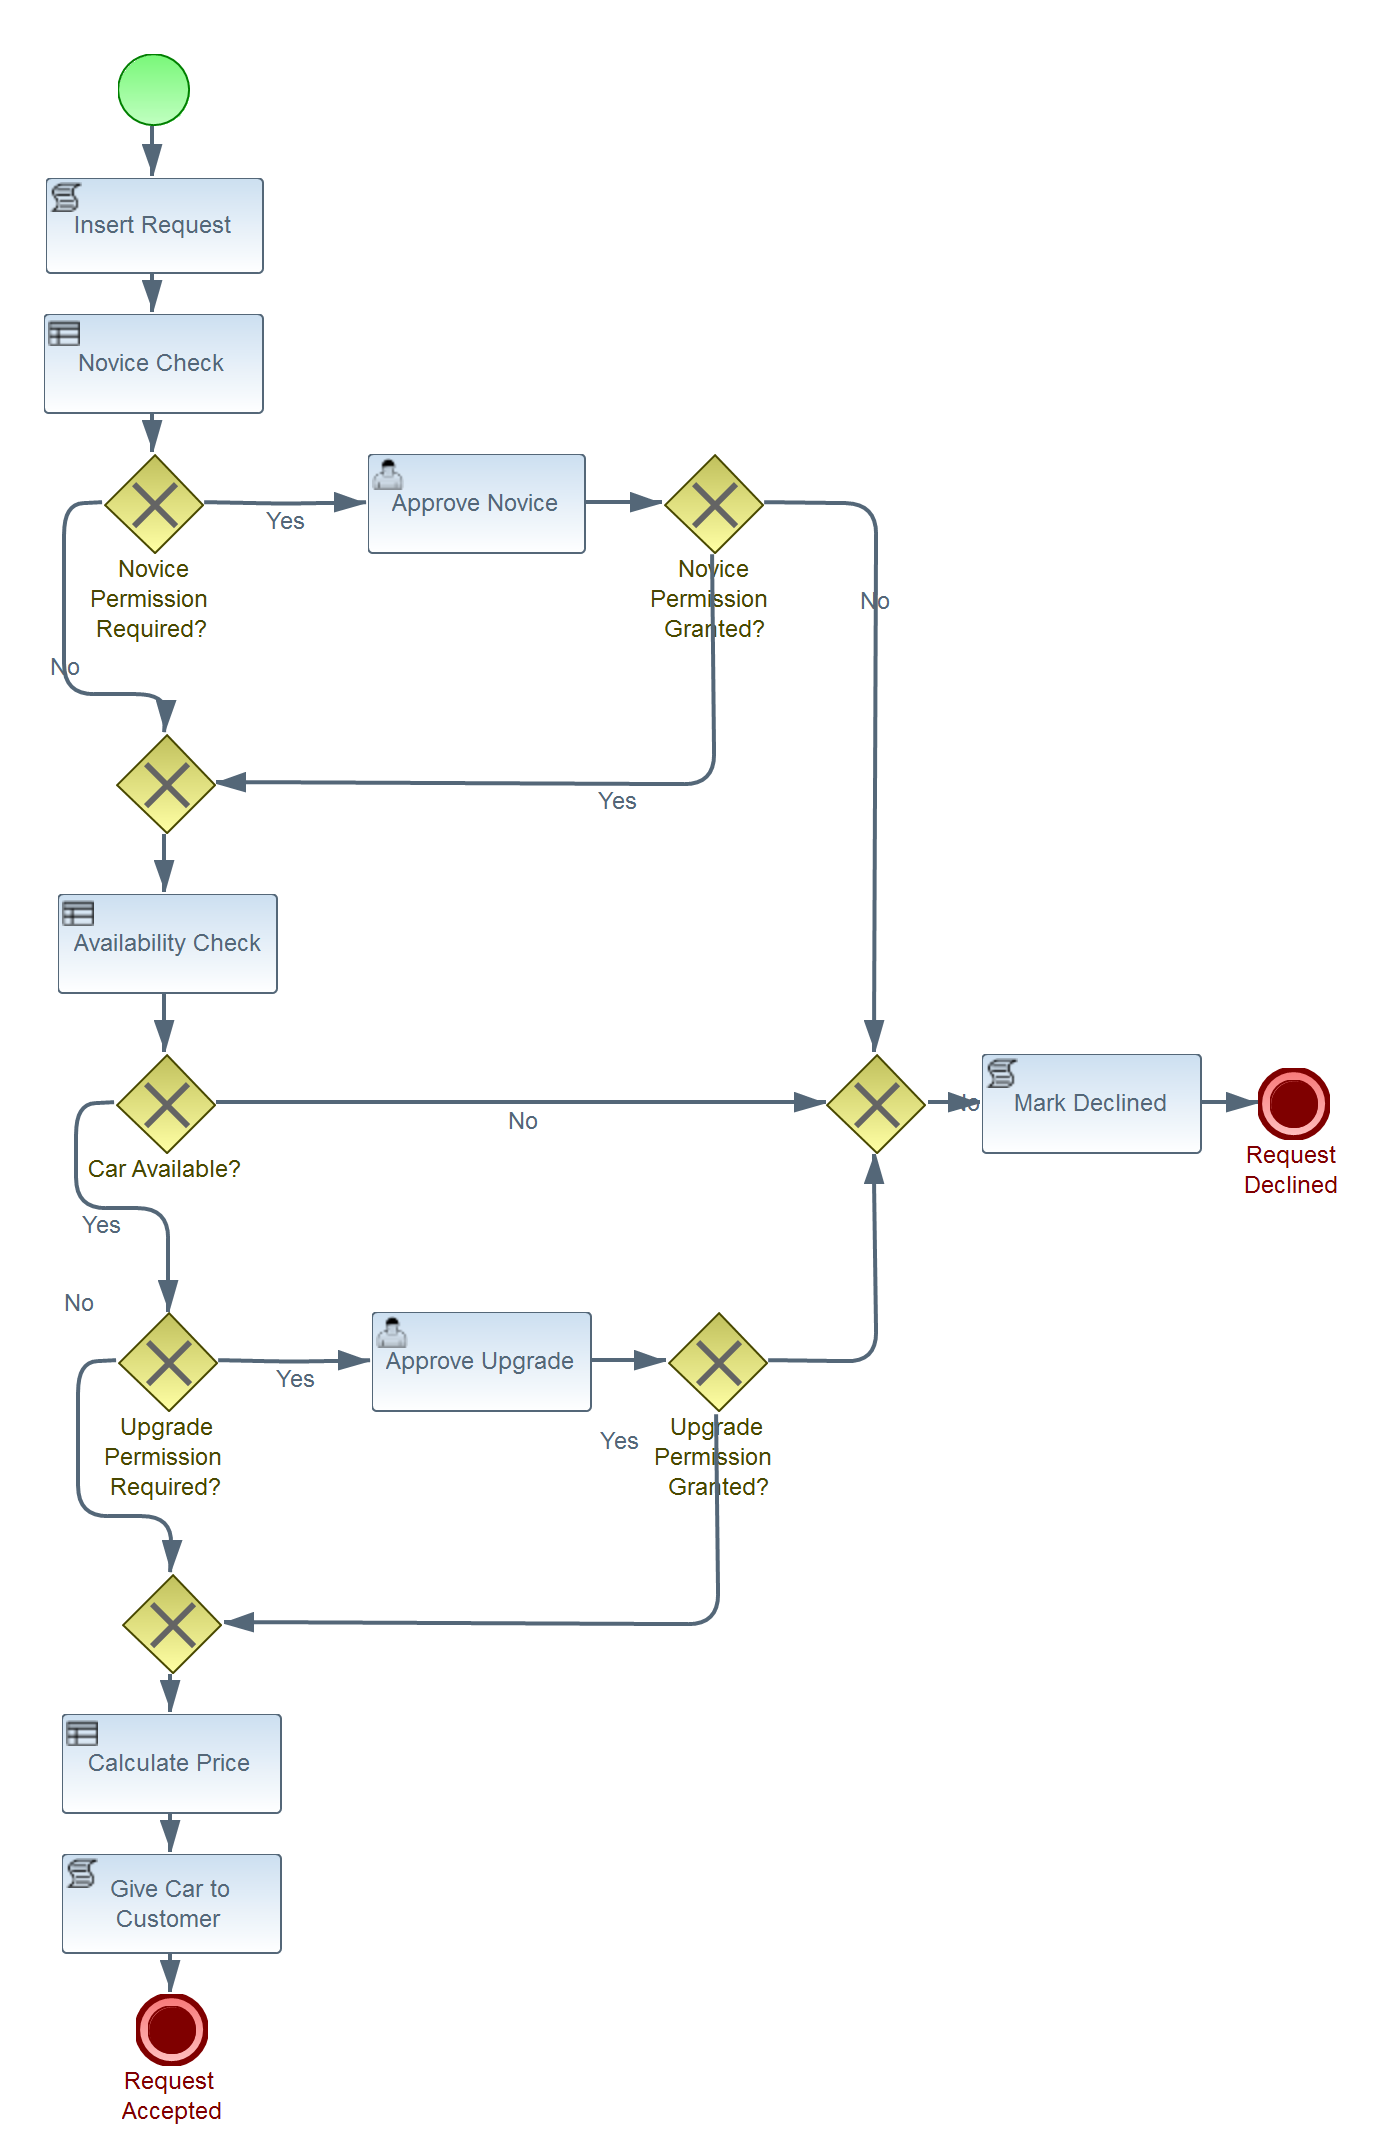 Insert Request
Novice Check
Yes
Approve Novice
Novice
Permission
Required?
Novice
Permission
Granted?
No
No
Yes
Availability Check
No
Car Available?
No
Mark Declined
Request
Declined
Yes
No
Yes
Approve Upgrade
Upgrade
Permission
Required?
Yes
Upgrade
Permission
Granted?
Calculate Price
Give Car to
Customer
Request
Accepted